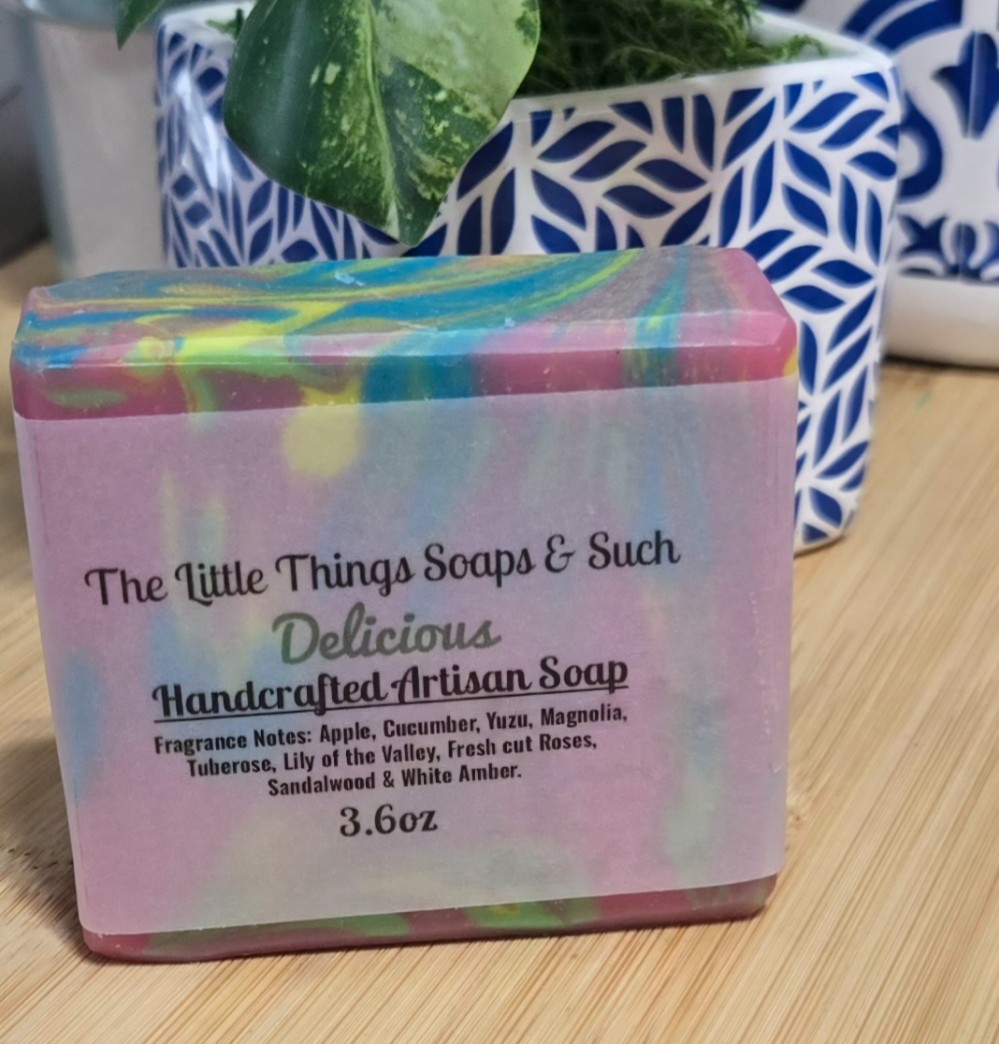 The Little Things Soaps & Such
Delicious
Handcrafted Artisan Soap
Fragrance Notes: Apple, Cucumber, Yuzu, Magnolia,
Tuberose, Lily of the Valley, Fresh cut Roses,
Sandalwood & White Amber.
3.6oz